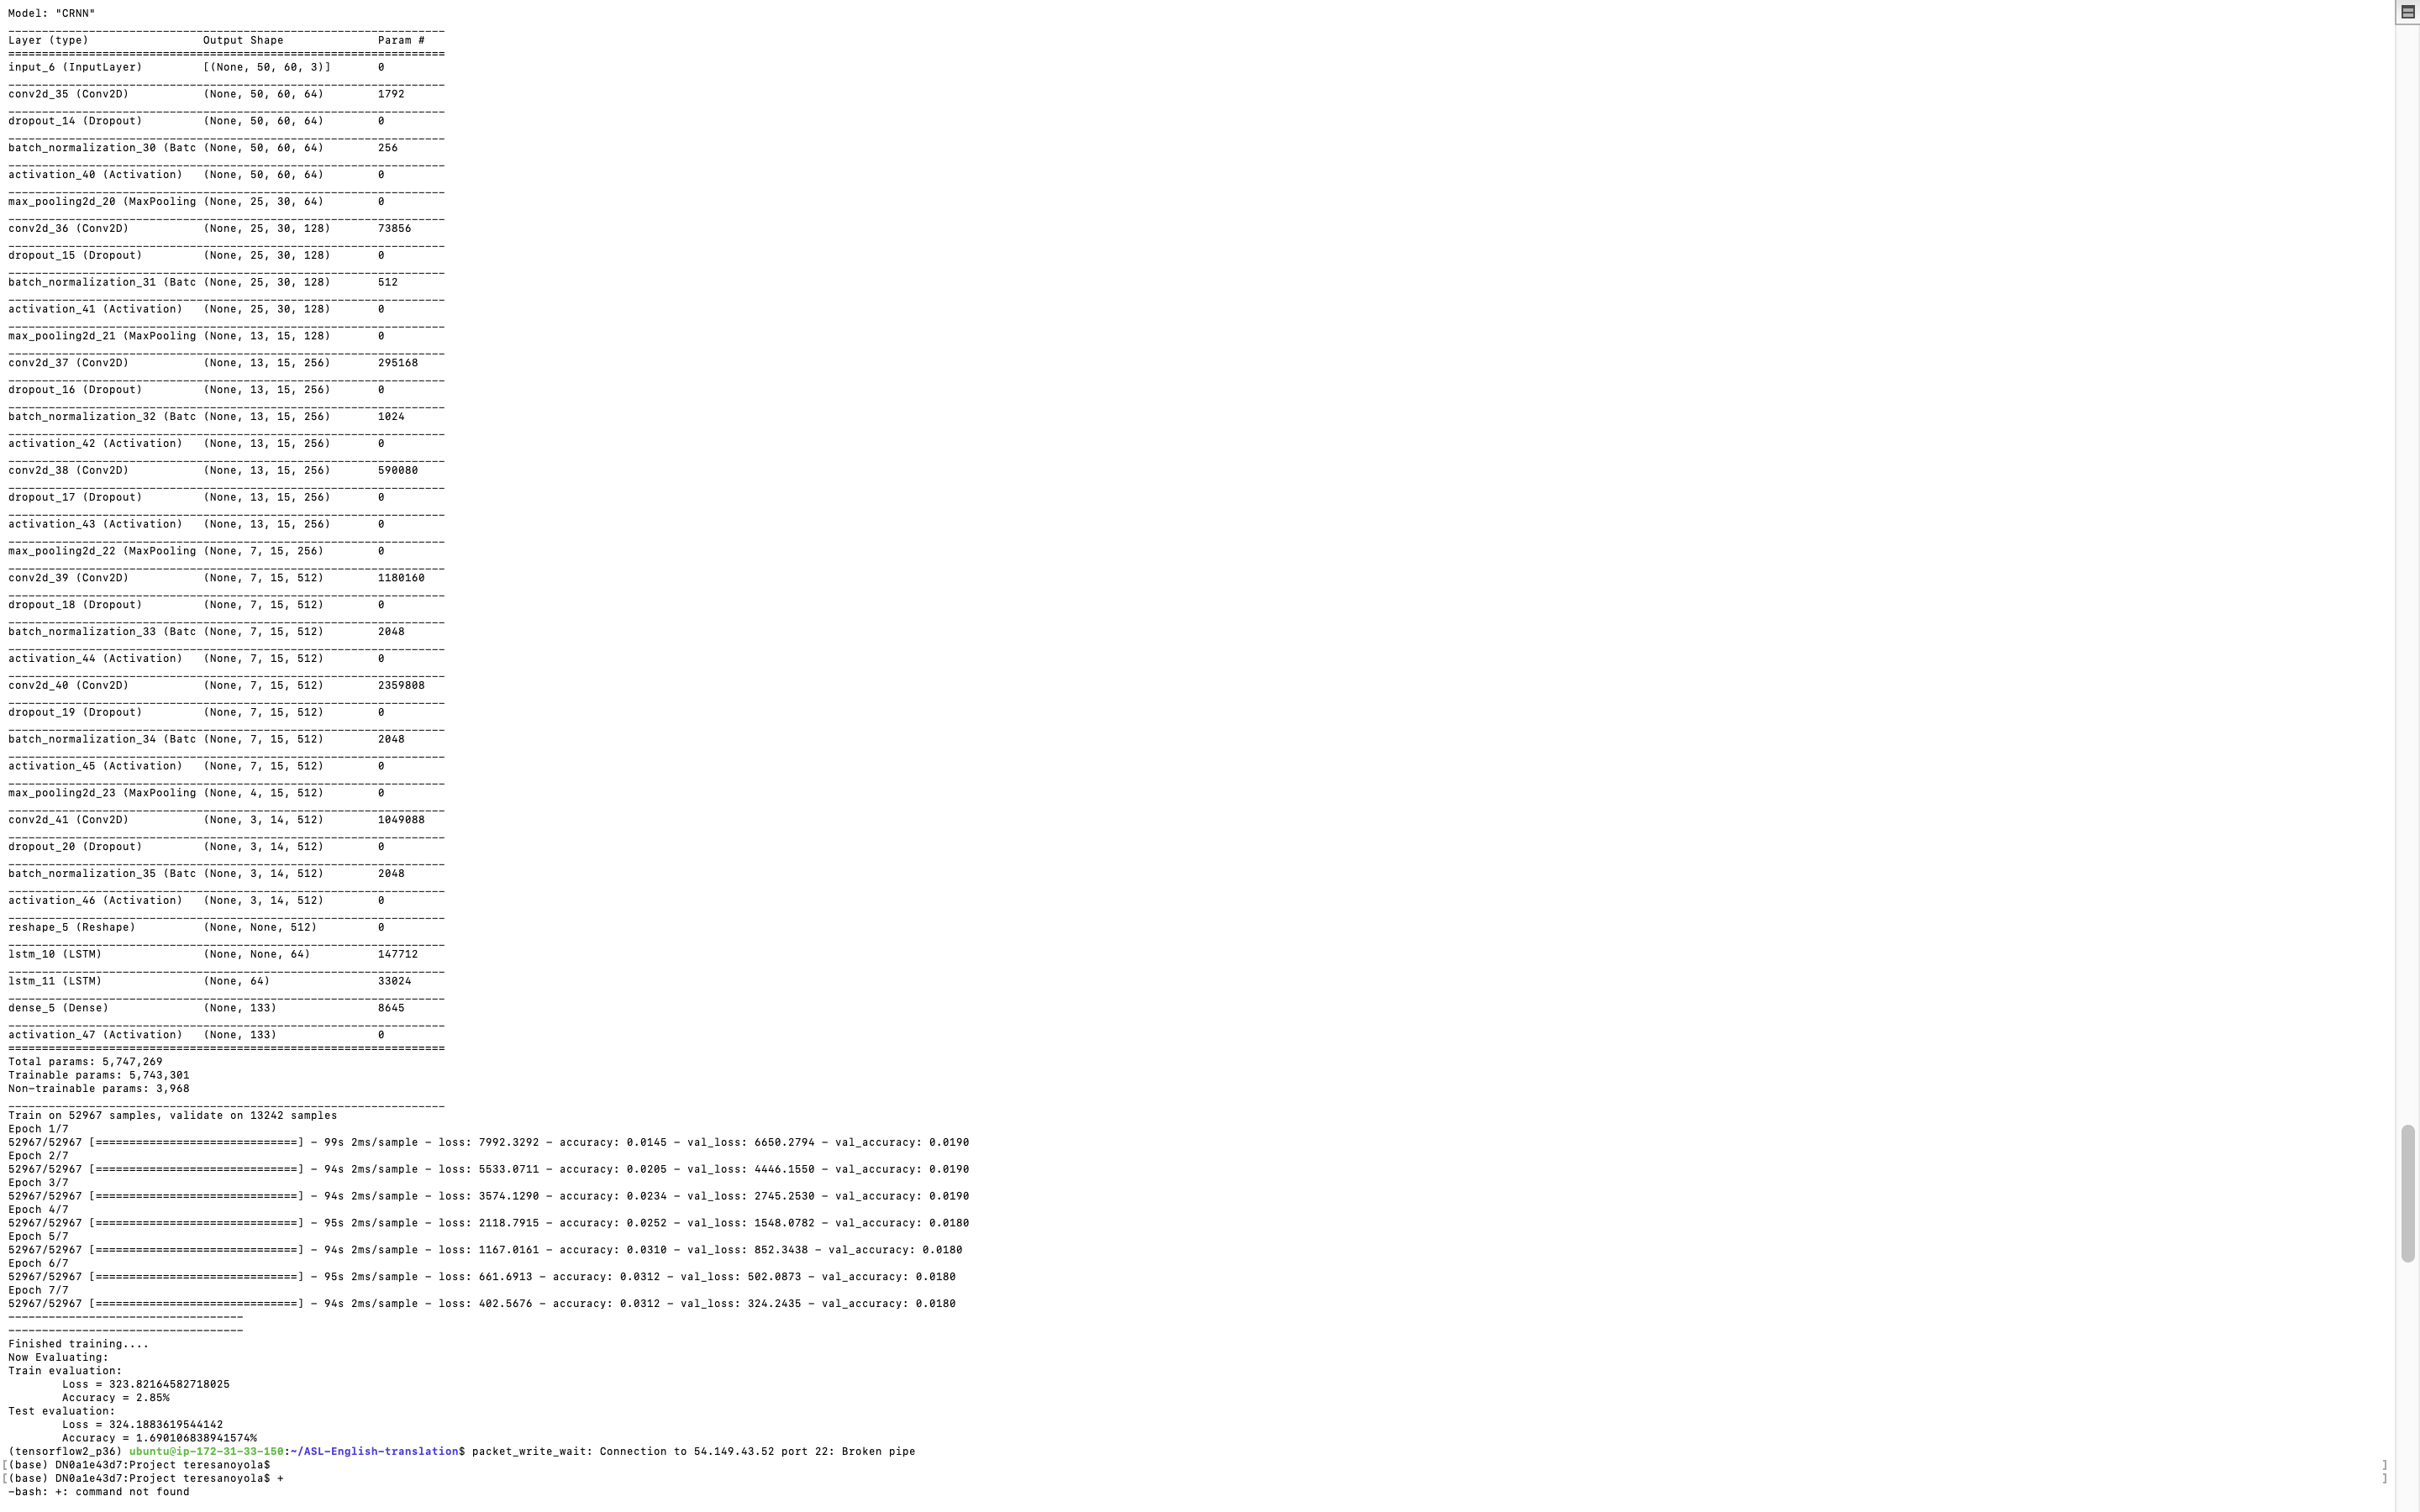 Model: "CRNN"
_________________________________________________________________
Layer (type)                 Output Shape              Param #
=================================================================
input_6 (InputLayer)         [(None, 50, 60, 3)]       0
_________________________________________________________________
conv2d_35 (Conv2D)           (None, 50, 60, 64)        1792
_________________________________________________________________
dropout_14 (Dropout)         (None, 50, 60, 64)        0
_________________________________________________________________
batch_normalization_30 (Batc (None, 50, 60, 64)        256
_________________________________________________________________
activation_40 (Activation)   (None, 50, 60, 64)        0
_________________________________________________________________
max_pooling2d_20 (MaxPooling (None, 25, 30, 64)        0
_________________________________________________________________
conv2d_36 (Conv2D)           (None, 25, 30, 128)       73856
_________________________________________________________________
dropout_15 (Dropout)         (None, 25, 30, 128)       0
_________________________________________________________________
batch_normalization_31 (Batc (None, 25, 30, 128)       512
_________________________________________________________________
activation_41 (Activation)   (None, 25, 30, 128)       0
_________________________________________________________________
max_pooling2d_21 (MaxPooling (None, 13, 15, 128)       0
_________________________________________________________________
conv2d_37 (Conv2D)           (None, 13, 15, 256)       295168
_________________________________________________________________
dropout_16 (Dropout)         (None, 13, 15, 256)       0
_________________________________________________________________
batch_normalization_32 (Batc (None, 13, 15, 256)       1024
_________________________________________________________________
activation_42 (Activation)   (None, 13, 15, 256)       0
_________________________________________________________________
conv2d_38 (Conv2D)           (None, 13, 15, 256)       590080
_________________________________________________________________
dropout_17 (Dropout)         (None, 13, 15, 256)       0
_________________________________________________________________
activation_43 (Activation)   (None, 13, 15, 256)       0
_________________________________________________________________
max_pooling2d_22 (MaxPooling (None, 7, 15, 256)        0
_________________________________________________________________
conv2d_39 (Conv2D)           (None, 7, 15, 512)        1180160
_________________________________________________________________
dropout_18 (Dropout)         (None, 7, 15, 512)        0
_________________________________________________________________
batch_normalization_33 (Batc (None, 7, 15, 512)        2048
_________________________________________________________________
activation_44 (Activation)   (None, 7, 15, 512)        0
_________________________________________________________________
conv2d_40 (Conv2D)           (None, 7, 15, 512)        2359808
_________________________________________________________________
dropout_19 (Dropout)         (None, 7, 15, 512)        0
_________________________________________________________________
batch_normalization_34 (Batc (None, 7, 15, 512)        2048
_________________________________________________________________
activation_45 (Activation)   (None, 7, 15, 512)        0
_________________________________________________________________
max_pooling2d_23 (MaxPooling (None, 4, 15, 512)        0
_________________________________________________________________
conv2d_41 (Conv2D)           (None, 3, 14, 512)        1049088
_________________________________________________________________
dropout_20 (Dropout)         (None, 3, 14, 512)        0
_________________________________________________________________
batch_normalization_35 (Batc (None, 3, 14, 512)        2048
_________________________________________________________________
activation_46 (Activation)   (None, 3, 14, 512)        0
_________________________________________________________________
reshape_5 (Reshape)          (None, None, 512)         0
_________________________________________________________________
lstm_10 (LSTM)               (None, None, 64)          147712
_________________________________________________________________
lstm_11 (LSTM)               (None, 64)                33024
_________________________________________________________________
dense_5 (Dense)              (None, 133)               8645
_________________________________________________________________
activation_47 (Activation)   (None, 133)               0
=================================================================
Total params: 5,747,269
Trainable params: 5,743,301
Non-trainable params: 3,968
_________________________________________________________________
Train on 52967 samples, validate on 13242 samples
Epoch 1/7
52967/52967 [==============================] - 99s 2ms/sample - loss: 7992.3292 - accuracy: 0.0145 - val_loss: 6650.2794 - val_accuracy: 0.0190
Epoch 2/7
52967/52967 [==============================] - 94s 2ms/sample - loss: 5533.0711 - accuracy: 0.0205 - val_loss: 4446.1550 - val_accuracy: 0.0190
Epoch 3/7
52967/52967 [==============================] - 94s 2ms/sample - loss: 3574.1290 - accuracy: 0.0234 - val_loss: 2745.2530 - val_accuracy: 0.0190
Epoch 4/7
52967/52967 [==============================] - 95s 2ms/sample - loss: 2118.7915 - accuracy: 0.0252 - val_loss: 1548.0782 - val_accuracy: 0.0180
Epoch 5/7
52967/52967 [==============================] - 94s 2ms/sample - loss: 1167.0161 - accuracy: 0.0310 - val_loss: 852.3438 - val_accuracy: 0.0180
Epoch 6/7
52967/52967 [==============================] - 95s 2ms/sample - loss: 661.6913 - accuracy: 0.0312 - val_loss: 502.0873 - val_accuracy: 0.0180
Epoch 7/7
52967/52967 [==============================] - 94s 2ms/sample - loss: 402.5676 - accuracy: 0.0312 - val_loss: 324.2435 - val_accuracy: 0.0180
-----------------------------------
-----------------------------------
Finished training....
Now Evaluating:
Train evaluation:
        Loss = 323.82164582718025
        Accuracy = 2.85%
Test evaluation:
        Loss = 324.1883619544142
        Accuracy = 1.690106838941574%
(tensorflow2_p36) ubuntu@ip-172-31-33-150:~/ASL-English-translation$ packet_write_wait: Connection to 54.149.43.52 port 22: Broken pipe
[(base) DN0a1e43d7:Project teresanoyola$ ]
[(base) DN0a1e43d7:Project teresanoyola$ + ]
-bash: +: command not found